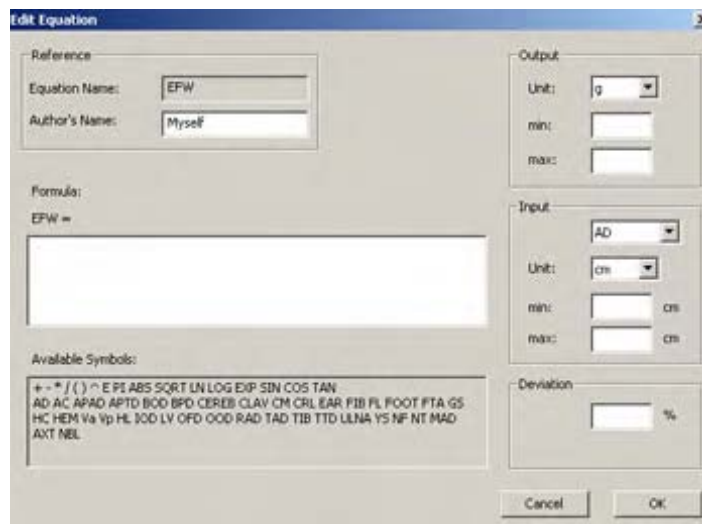 Edit Equation
Reference
Equation Name: EFW
Author's Name: Myself
Formula:
EFW =
Available Symbols:
+ - * / ( ) ^ E PI ABS SQRT LN LOG EXP SIN COS TAN
AD AC APAD APTD BOD BPD CEREB CLAV CM CRL EAR FIB FL FOOT FTA GS
HC HEM Va Vp HL IOD LV OFD OOD RAD TAD TIB TTD ULNA YS NF NT MAD
AXT NBL
Output
Unit: g
min:
max:
Input
AD
Unit: cm
min: cm
max: cm
Deviation
%
Cancel OK